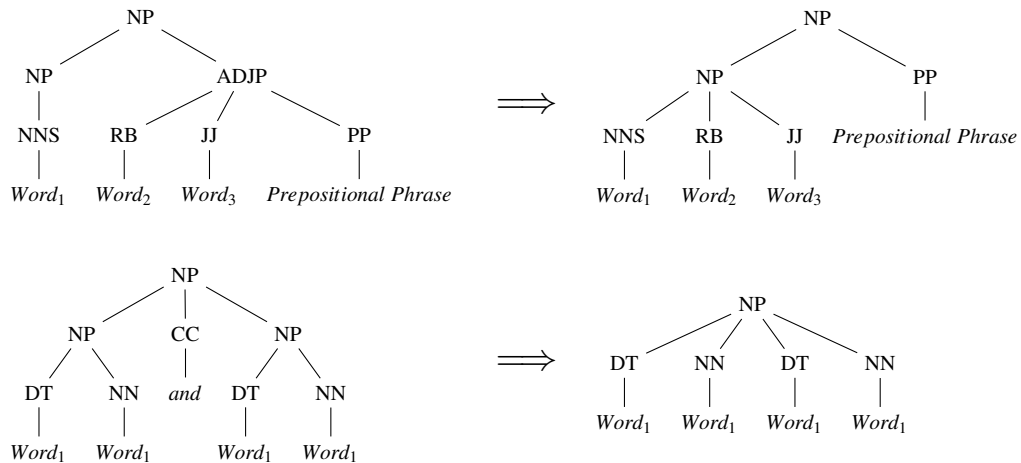 NP NP
NP ADJP ⟹ NP PP
NNS RB JJ PP NNS RB JJ Prepositional Phrase
Word₁ Word₂ Word₃ Prepositional Phrase Word₁ Word₂ Word₃
NP
NP
NP CC NP ⟹
DT NN DT NN
DT NN and DT NN
Word₁ Word₁ Word₁ Word₁
Word₁ Word₁ Word₁ Word₁